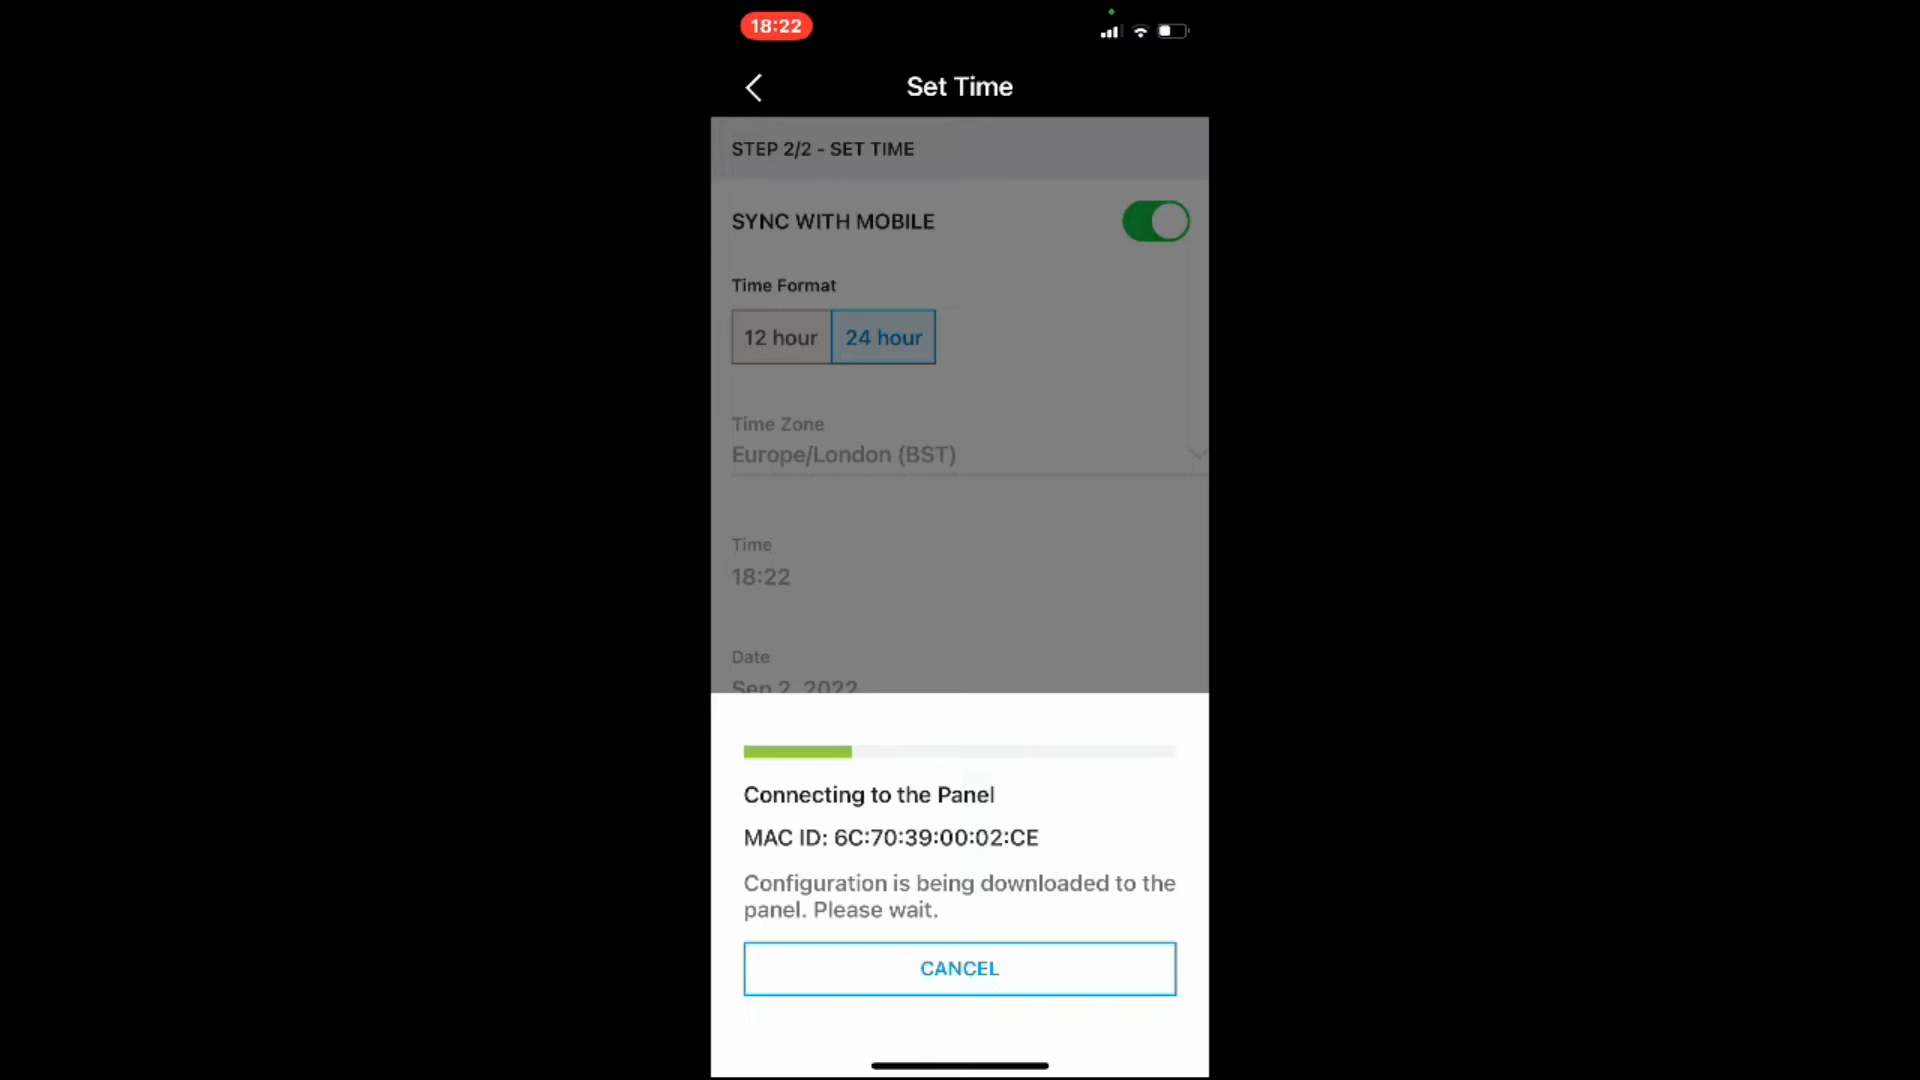 18:22
Set Time
STEP 2/2 - SET TIME
SYNC WITH MOBILE
Time Format
12 hour 24 hour
Time Zone
Europe/London (BST)
Time
18:22
Date
Sep 2, 2022
Connecting to the Panel
MAC ID: 6C:70:39:00:02:CE
Configuration is being downloaded to the
panel. Please wait.
CANCEL